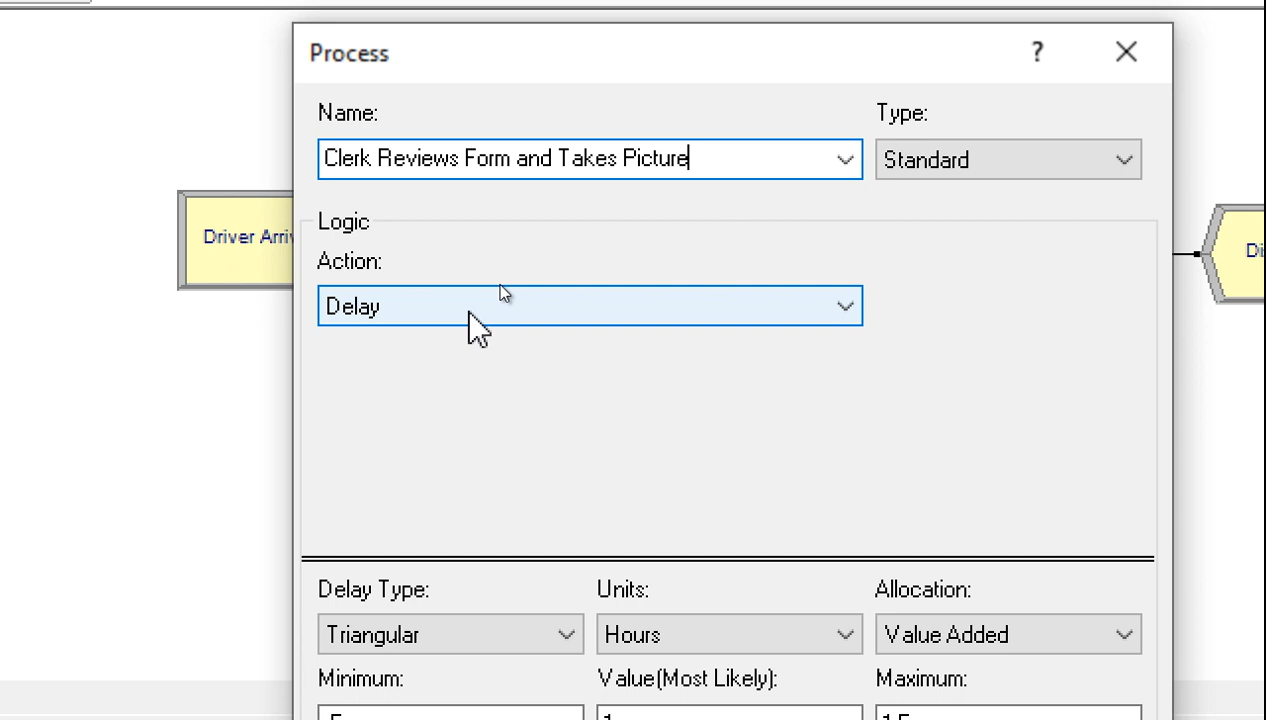 Process ?
Name: Type:
Clerk Reviews Form and Takes Picture Standard
Logic
Driver
Action:
Delay
Delay Type: Units: Allocation:
Triangular Hours Value Added
Minimum: Value(Most Likely): Maximum: